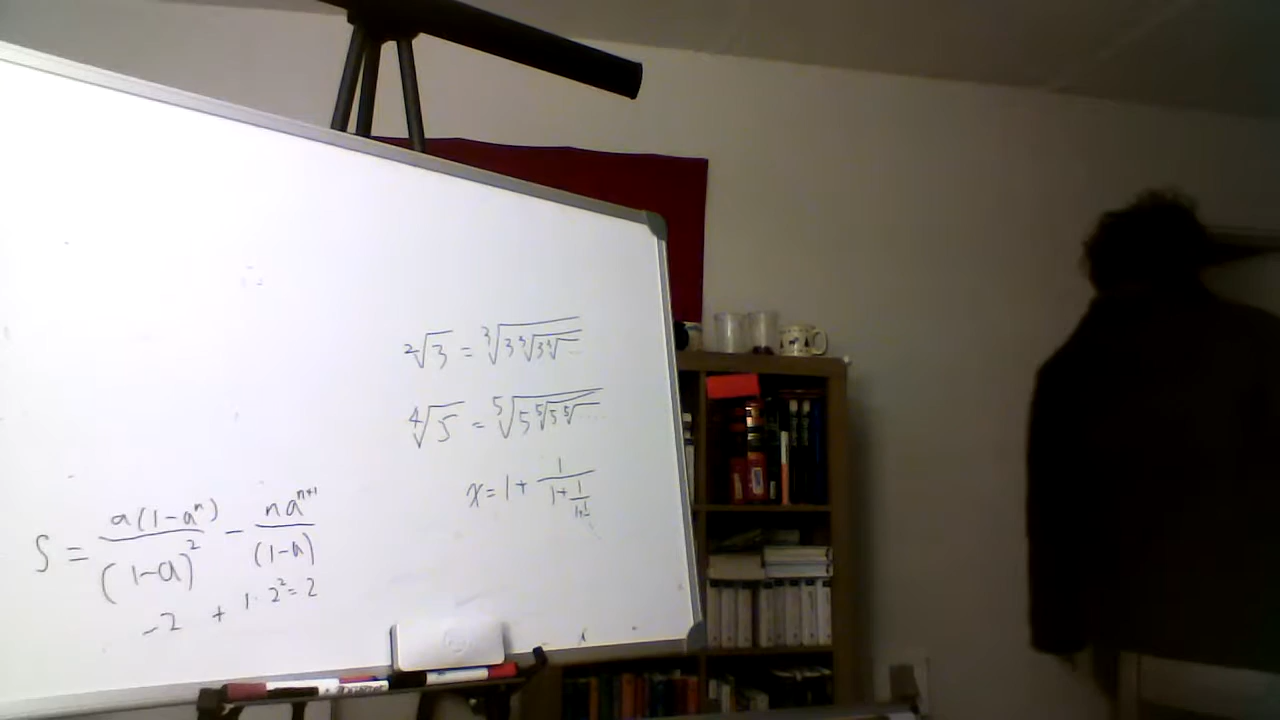 ²√3 = ³√3³√3³√...
⁴√5 = ⁵√5⁵√5⁵√.....
x = 1 + 1/(1 + 1/(1 + 1/
S = a(1-aⁿ)/(1-a)² - naⁿ⁺¹/(1-a)
-2 + 1·2² = 2